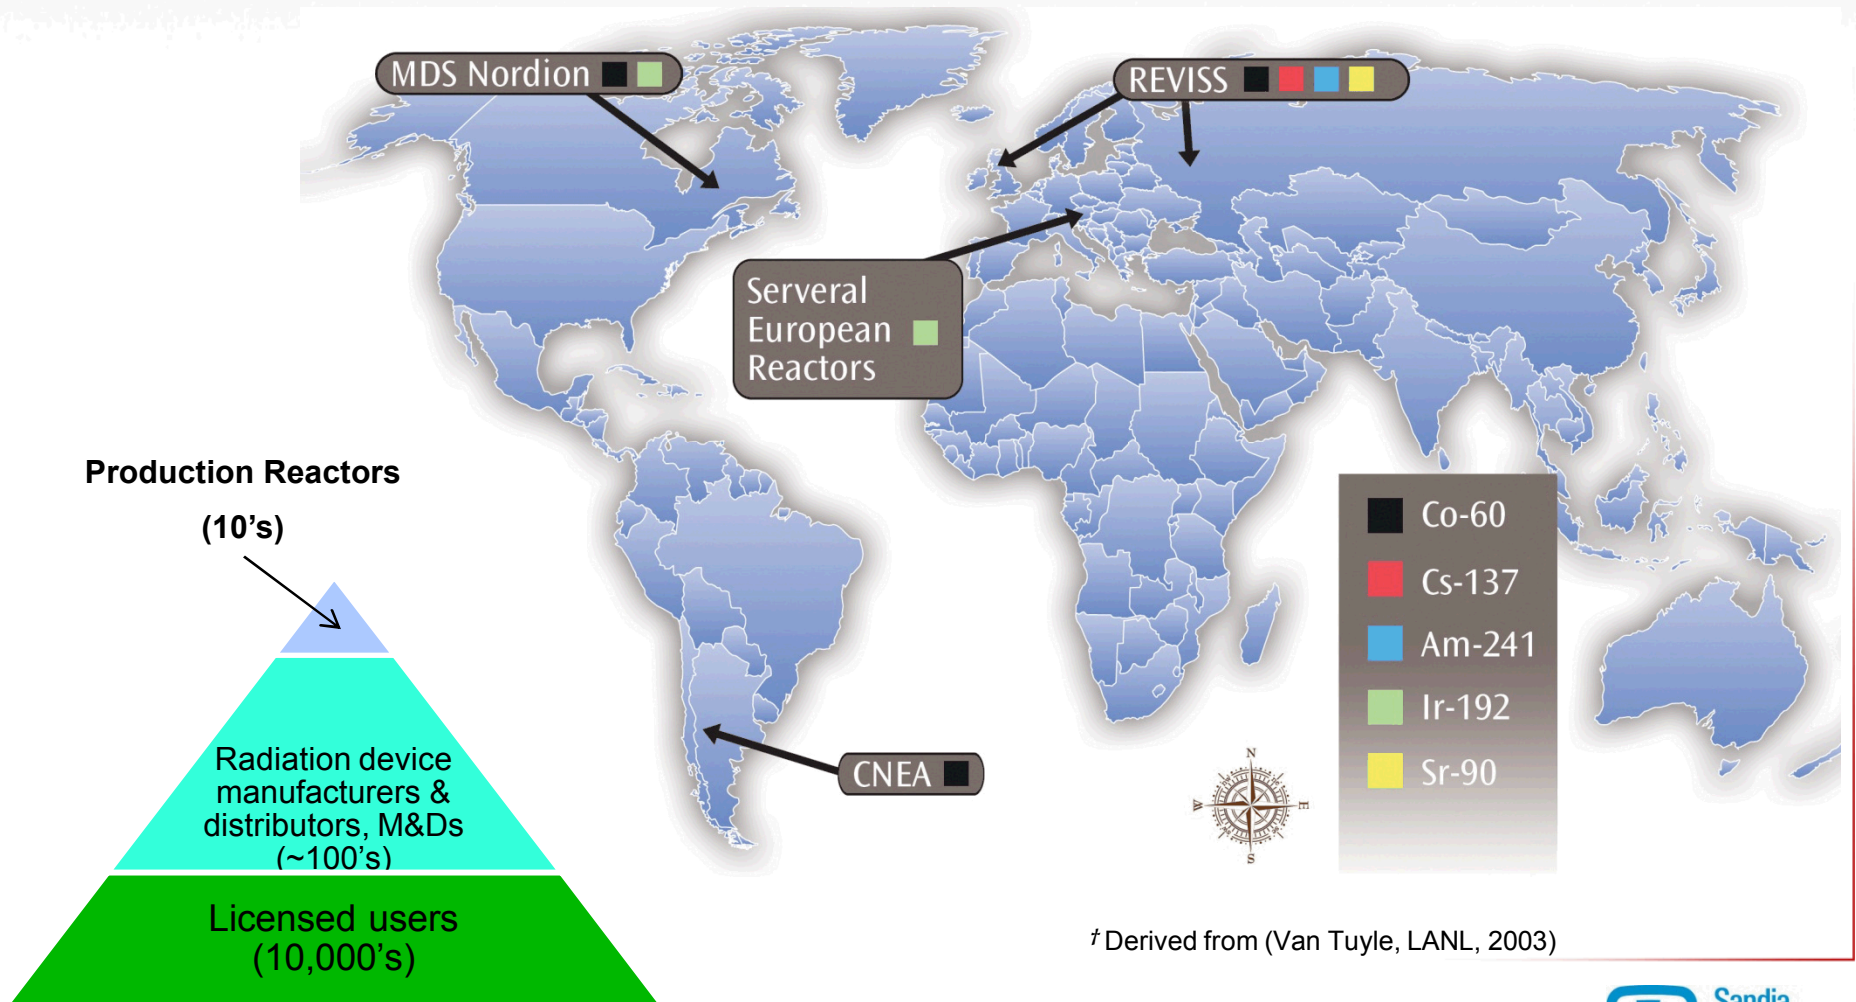 MDS Nordion
REVISS
Serveral
European
Reactors
Production Reactors
(10’s)
Radiation device
manufacturers &
distributors, M&Ds
(~100’s)
Licensed users
(10,000’s)
CNEA
Co-60
Cs-137
Am-241
Ir-192
Sr-90
N
W E
S
† Derived from (Van Tuyle, LANL, 2003)
Sandia